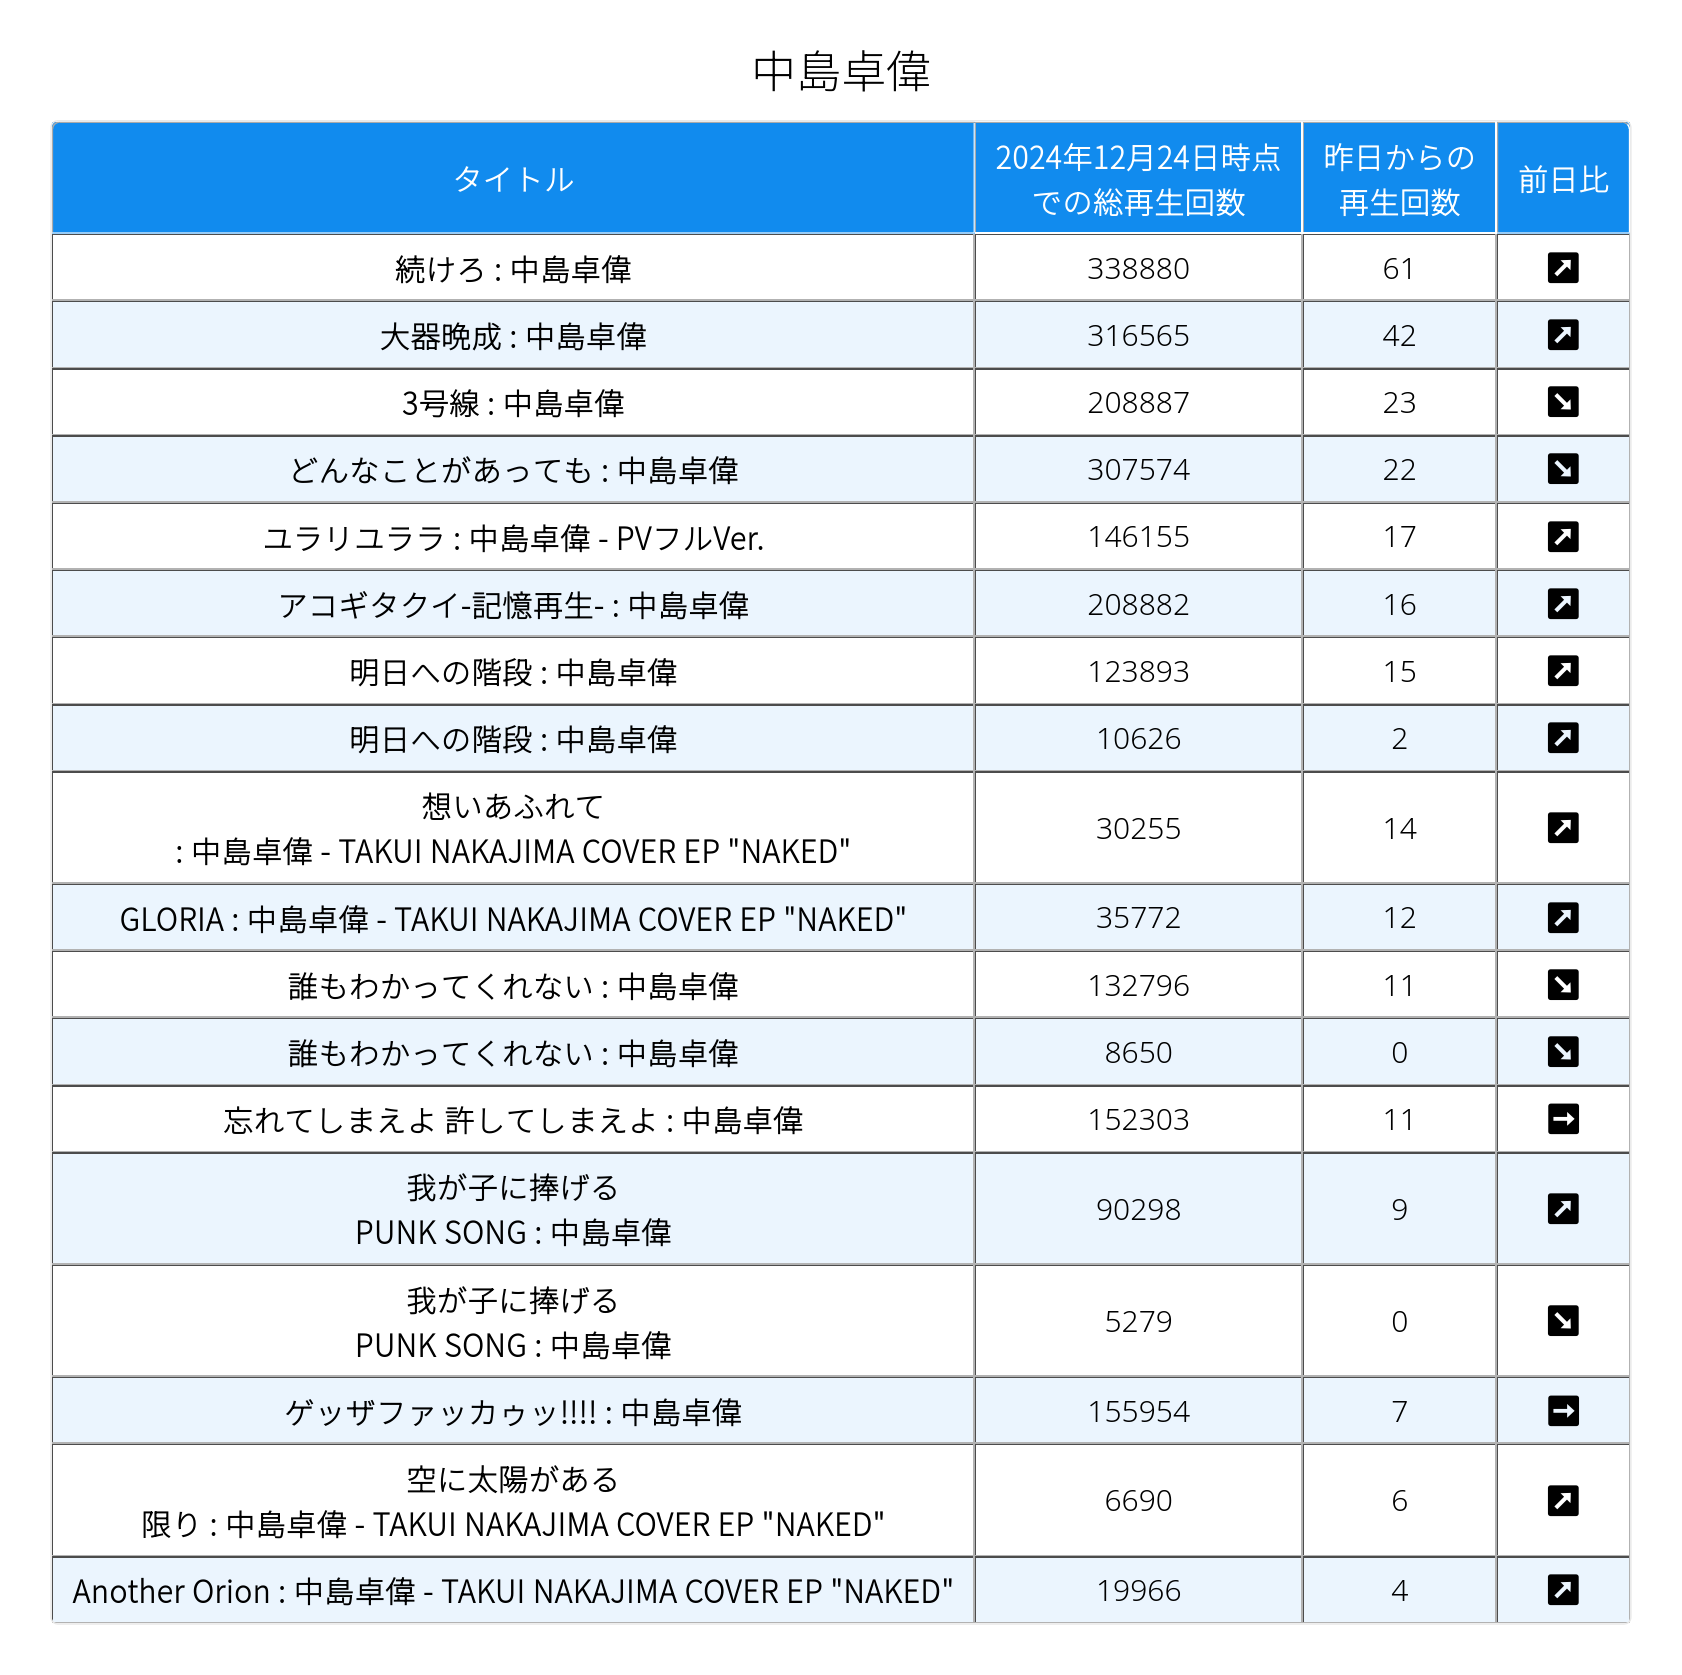 中島卓偉
タイトル
2024年12月24日時点
での総再生回数
昨日からの
再生回数
前日比
続けろ : 中島卓偉 338880 61
大器晩成 : 中島卓偉 316565 42
3号線 : 中島卓偉 208887 23
どんなことがあっても : 中島卓偉 307574 22
ユラリユララ : 中島卓偉 - PVフルVer. 146155 17
アコギタクイ-記憶再生- : 中島卓偉 208882 16
明日への階段 : 中島卓偉 123893 15
明日への階段 : 中島卓偉 10626 2
想いあふれて
: 中島卓偉 - TAKUI NAKAJIMA COVER EP "NAKED" 30255 14
GLORIA : 中島卓偉 - TAKUI NAKAJIMA COVER EP "NAKED" 35772 12
誰もわかってくれない : 中島卓偉 132796 11
誰もわかってくれない : 中島卓偉 8650 0
忘れてしまえよ 許してしまえよ : 中島卓偉 152303 11
我が子に捧げる
PUNK SONG : 中島卓偉 90298 9
我が子に捧げる
PUNK SONG : 中島卓偉 5279 0
ゲッザファッカゥッ!!!! : 中島卓偉 155954 7
空に太陽がある
限り : 中島卓偉 - TAKUI NAKAJIMA COVER EP "NAKED" 6690 6
Another Orion : 中島卓偉 - TAKUI NAKAJIMA COVER EP "NAKED" 19966 4